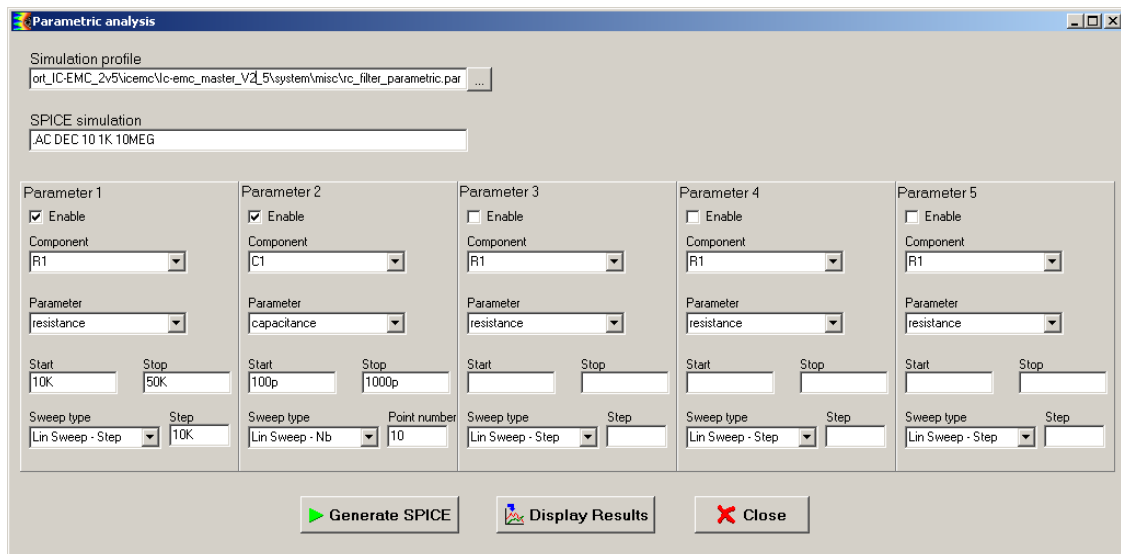 Parametric analysis
Simulation profile
ort_IC-EMC_2v5\icemc\Ic-emc_master_V2_5\system\misc\rc_filter_parametric.par ...
SPICE simulation
.AC DEC 10 1K 10MEG
Parameter 1 Parameter 2 Parameter 3 Parameter 4 Parameter 5
Enable Enable Enable Enable Enable
Component Component Component Component Component
R1 C1 R1 R1 R1
Parameter Parameter Parameter Parameter Parameter
resistance capacitance resistance resistance resistance
Start Stop Start Stop Start Stop Start Stop Start Stop
10K 50K 100p 1000p
Sweep type Step Sweep type Point number Sweep type Step Sweep type Step Sweep type Step
Lin Sweep - Step 10K Lin Sweep - Nb 10 Lin Sweep - Step Lin Sweep - Step Lin Sweep - Step
Generate SPICE Display Results Close